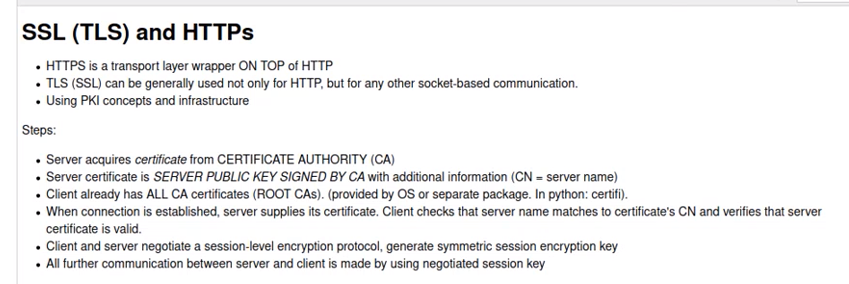 SSL (TLS) and HTTPs
• HTTPS is a transport layer wrapper ON TOP of HTTP
• TLS (SSL) can be generally used not only for HTTP, but for any other socket-based communication.
• Using PKI concepts and infrastructure
Steps:
• Server acquires certificate from CERTIFICATE AUTHORITY (CA)
• Server certificate is SERVER PUBLIC KEY SIGNED BY CA with additional information (CN = server name)
• Client already has ALL CA certificates (ROOT CAs). (provided by OS or separate package. In python: certifi).
• When connection is established, server supplies its certificate. Client checks that server name matches to certificate's CN and verifies that server
certificate is valid.
• Client and server negotiate a session-level encryption protocol, generate symmetric session encryption key
• All further communication between server and client is made by using negotiated session key